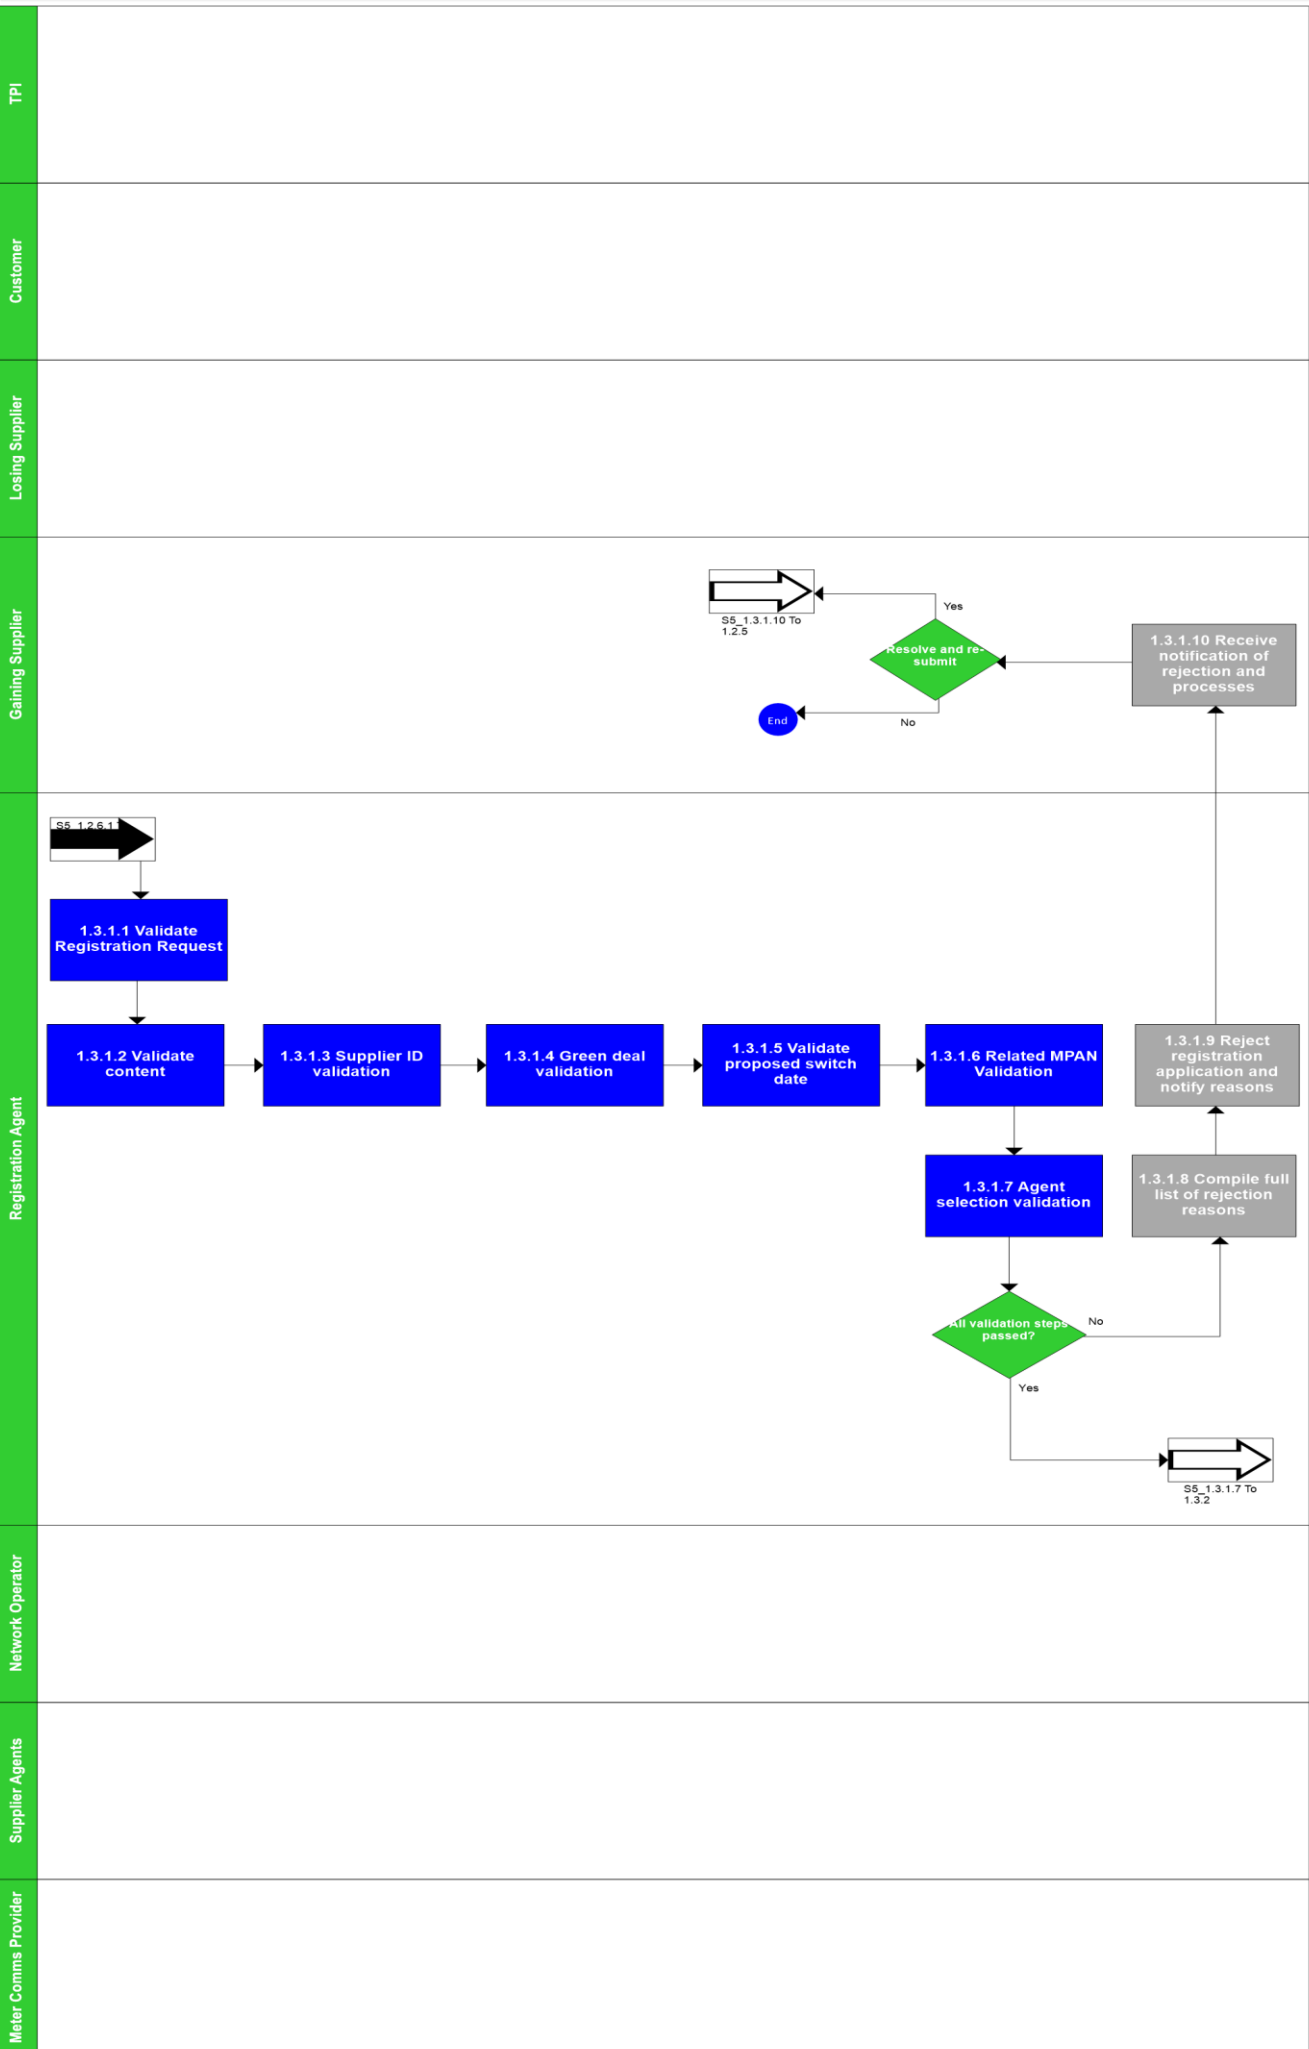 TPI
Customer
Losing Supplier
Gaining Supplier
S5_1.3.1.10 To
1.2.5
Yes
Resolve and re-
submit
No
End
1.3.1.10 Receive
notification of
rejection and
processes
Registration Agent
S5_1.2.6.1
1.3.1.1 Validate
Registration Request
1.3.1.2 Validate
content
1.3.1.3 Supplier ID
validation
1.3.1.4 Green deal
validation
1.3.1.5 Validate
proposed switch
date
1.3.1.6 Related MPAN
Validation
1.3.1.9 Reject
registration
application and
notify reasons
1.3.1.7 Agent
selection validation
1.3.1.8 Compile full
list of rejection
reasons
All validation steps
passed?
No
Yes
S5_1.3.1.7 To
1.3.2
Network Operator
Supplier Agents
Meter Comms Provider